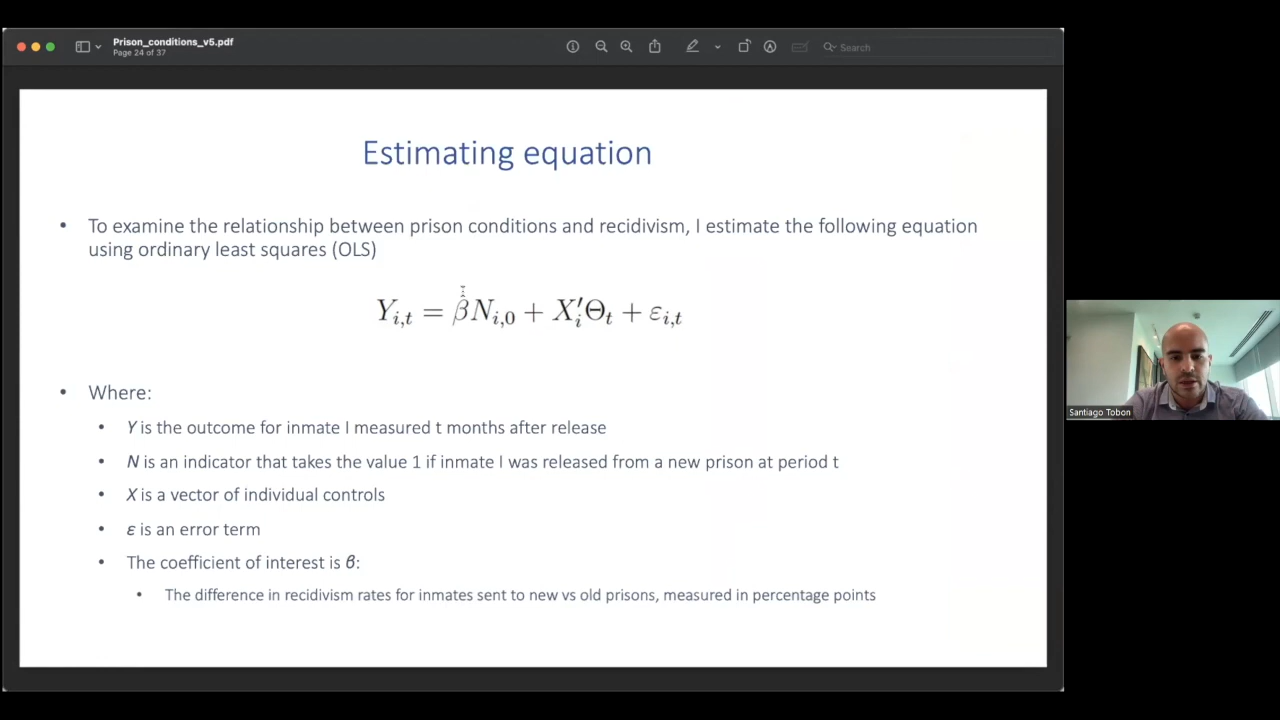 Prison_conditions_v5.pdf
Page 24 of 37
Search
Estimating equation
• To examine the relationship between prison conditions and recidivism, I estimate the following equation
using ordinary least squares (OLS)
Y_{i,t} = βN_{i,0} + X′_iΘ_t + ε_{i,t}
• Where:
• Y is the outcome for inmate I measured t months after release
• N is an indicator that takes the value 1 if inmate I was released from a new prison at period t
• X is a vector of individual controls
• ε is an error term
• The coefficient of interest is β:
• The difference in recidivism rates for inmates sent to new vs old prisons, measured in percentage points
Santiago Tobon